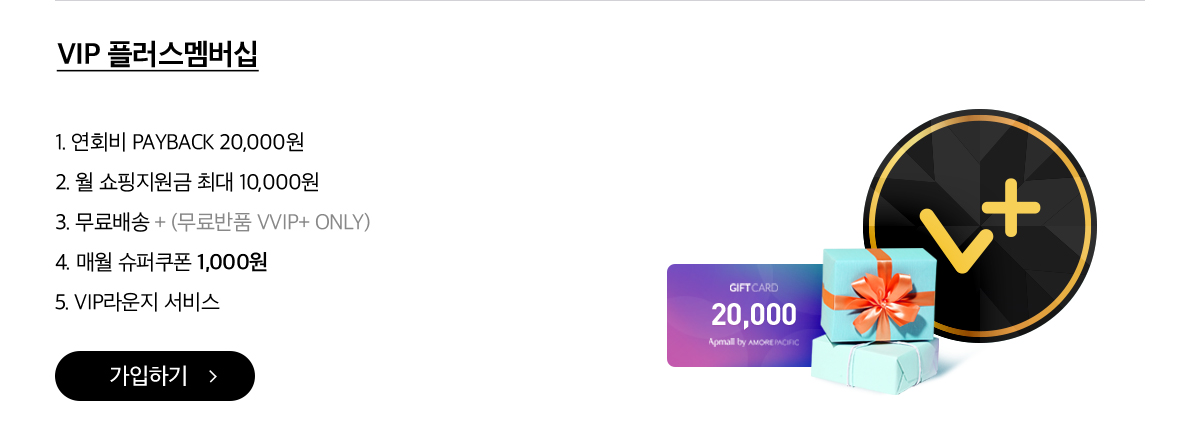 VIP 플러스멤버십
1. 연회비 PAYBACK 20,000원
2. 월 쇼핑지원금 최대 10,000원
3. 무료배송 + (무료반품 VVIP+ ONLY)
4. 매월 슈퍼쿠폰 1,000원
5. VIP라운지 서비스
가입하기 >
GIFTCARD
20,000
Apmall by AMOREPACIFIC
V+